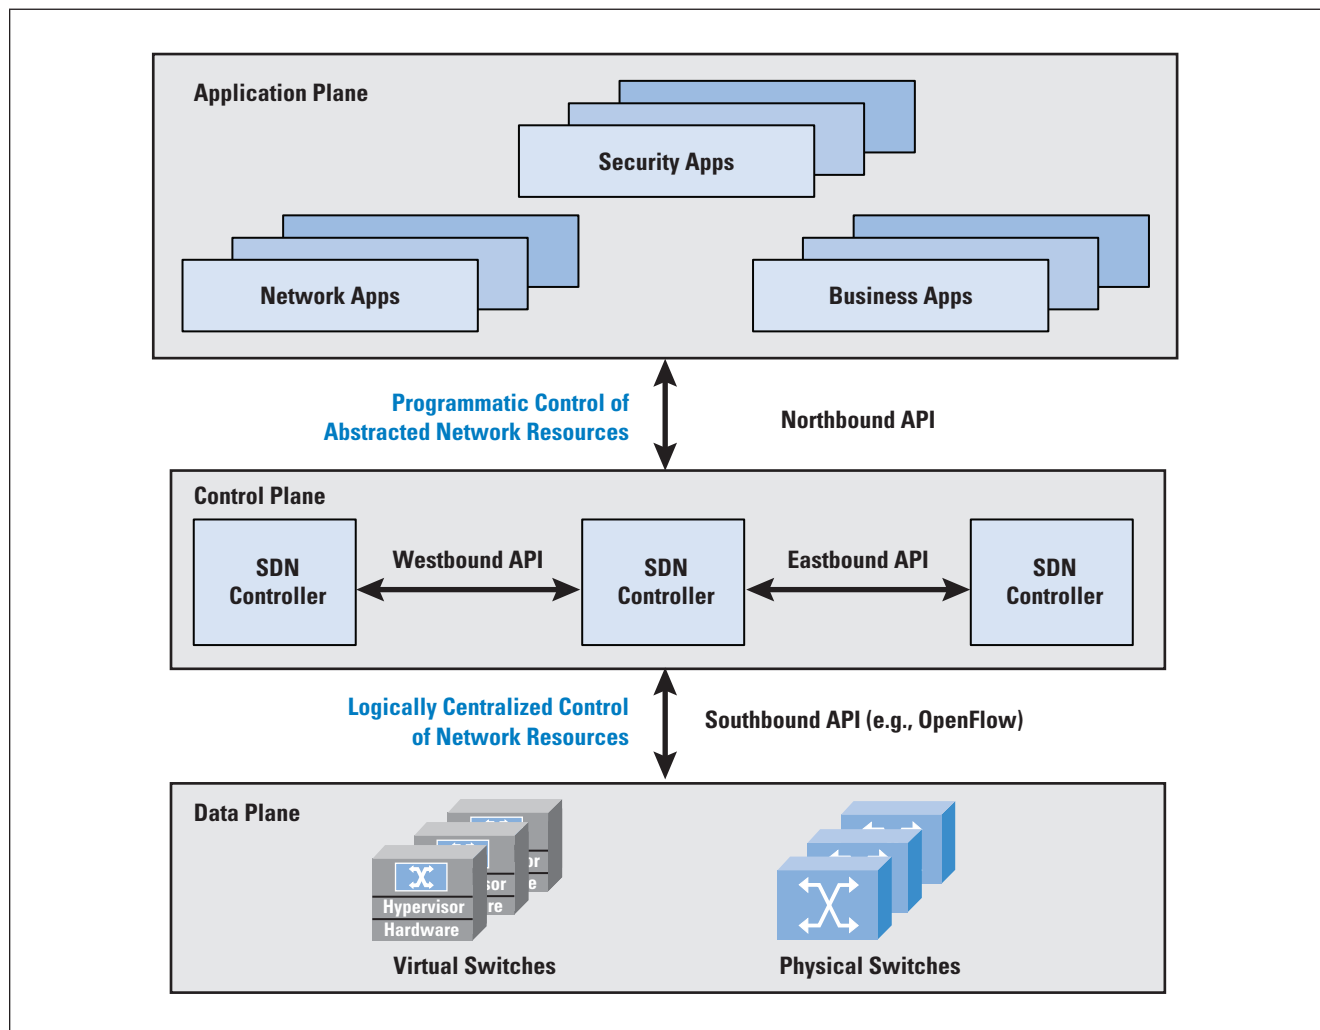 Application Plane
Security Apps
Network Apps
Business Apps
Programmatic Control of
Abstracted Network Resources
Northbound API
Control Plane
SDN
Controller
Westbound API
SDN
Controller
Eastbound API
SDN
Controller
Logically Centralized Control
of Network Resources
Southbound API (e.g., OpenFlow)
Data Plane
Hypervisor
Hardware
Virtual Switches
Physical Switches